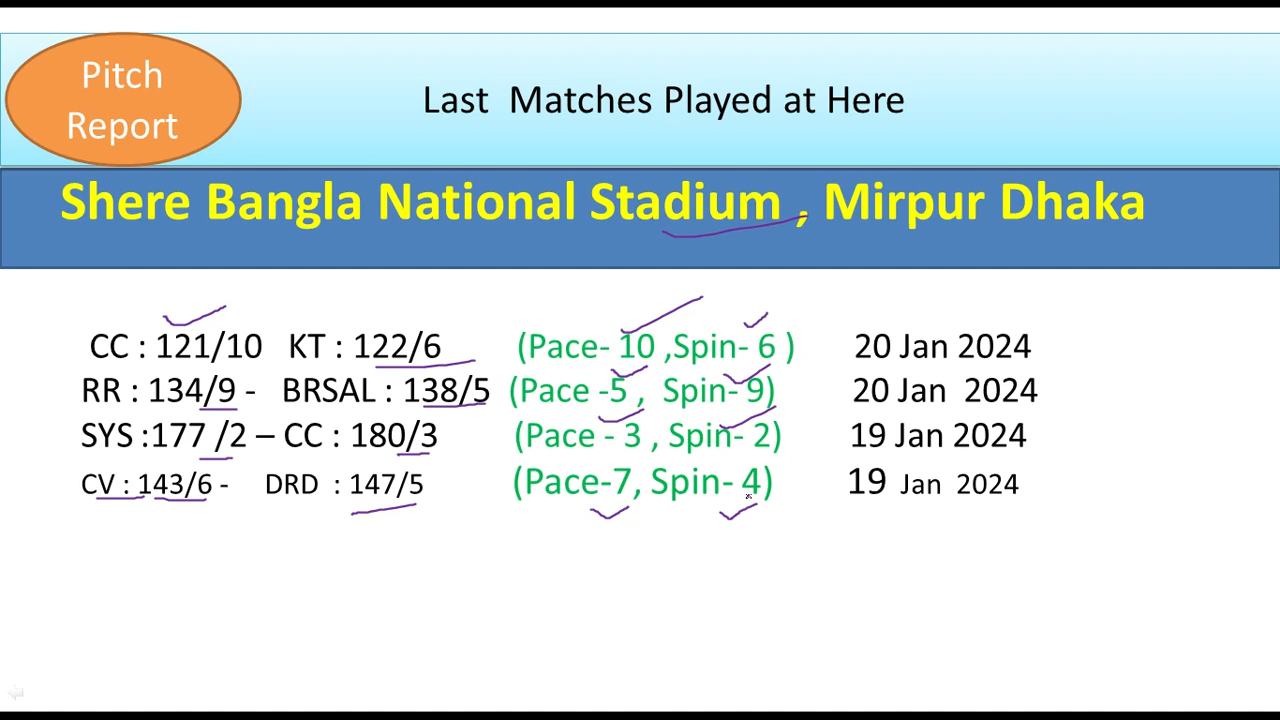 Pitch
Report
Last Matches Played at Here
Shere Bangla National Stadium , Mirpur Dhaka
CC : 121/10 KT : 122/6 (Pace- 10 ,Spin- 6 ) 20 Jan 2024
RR : 134/9 - BRSAL : 138/5 (Pace -5 , Spin- 9) 20 Jan 2024
SYS :177 /2 – CC : 180/3 (Pace - 3 , Spin- 2) 19 Jan 2024
CV : 143/6 - DRD : 147/5 (Pace-7, Spin- 4) 19 Jan 2024